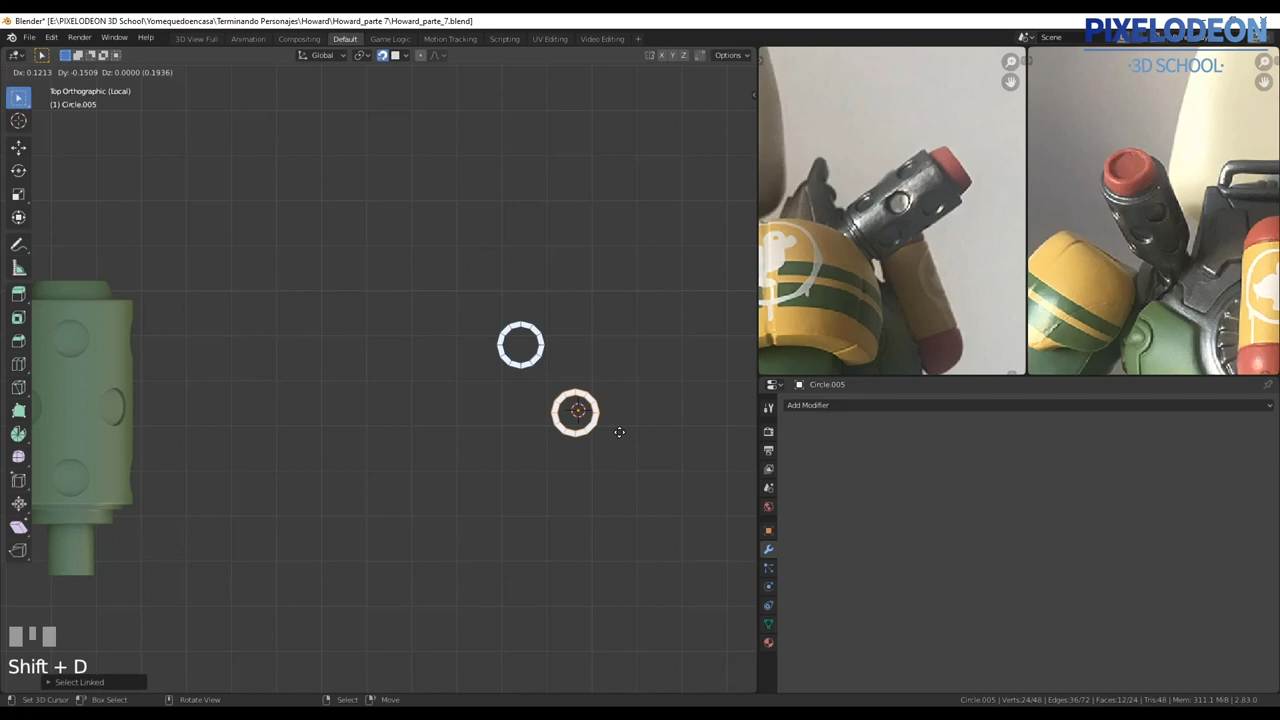 Blender* [E:\PIXELODEON 3D School\Yomequedoencasa\Terminando Personajes\Howard\Howard_parte 7\Howard_parte_7.blend]
PIXELODEON
·3D SCHOOL·
File Edit Render Window Help 3D View Full Animation Compositing Default Game Logic Motion Tracking Scripting UV Editing Video Editing + Scene
Global X Y Z Options
Dx: 0.1213 Dy: -0.1509 Dz: 0.0000 (0.1936)
Top Orthographic (Local)
(1) Circle.005
Circle.005
Add Modifier
Shift + D
Select Linked
Set 3D Cursor Box Select Rotate View Select Move Circle.005 | Verts:24/48 | Edges:36/72 | Faces:12/24 | Tris:48 | Mem: 311.1 MiB | 2.83.0